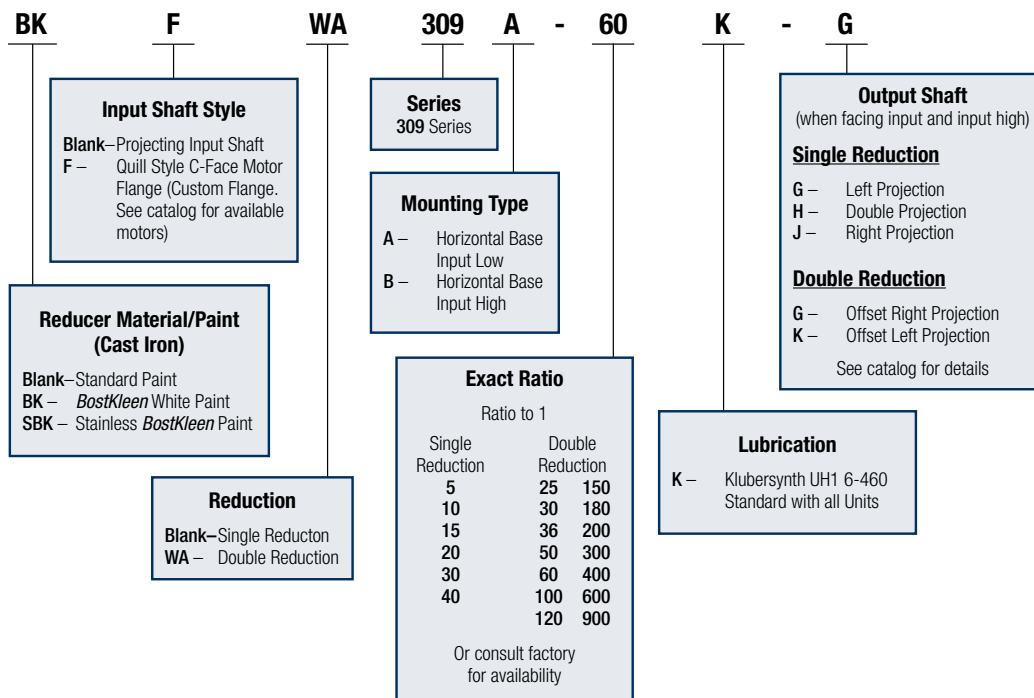 BK F WA 309 A - 60 K - G
Input Shaft Style
Blank–Projecting Input Shaft
F – Quill Style C-Face Motor
Flange (Custom Flange.
See catalog for available
motors)
Reducer Material/Paint
(Cast Iron)
Blank–Standard Paint
BK – BostKleen White Paint
SBK – Stainless BostKleen Paint
Reduction
Blank–Single Reducton
WA – Double Reduction
Series
309 Series
Mounting Type
A – Horizontal Base
Input Low
B – Horizontal Base
Input High
Exact Ratio
Ratio to 1
Single Double
Reduction Reduction
5 25 150
10 30 180
15 36 200
20 50 300
30 60 400
40 100 600
120 900
Or consult factory
for availability
Output Shaft
(when facing input and input high)
Single Reduction
G – Left Projection
H – Double Projection
J – Right Projection
Double Reduction
G – Offset Right Projection
K – Offset Left Projection
See catalog for details
Lubrication
K – Klubersynth UH1 6-460
Standard with all Units